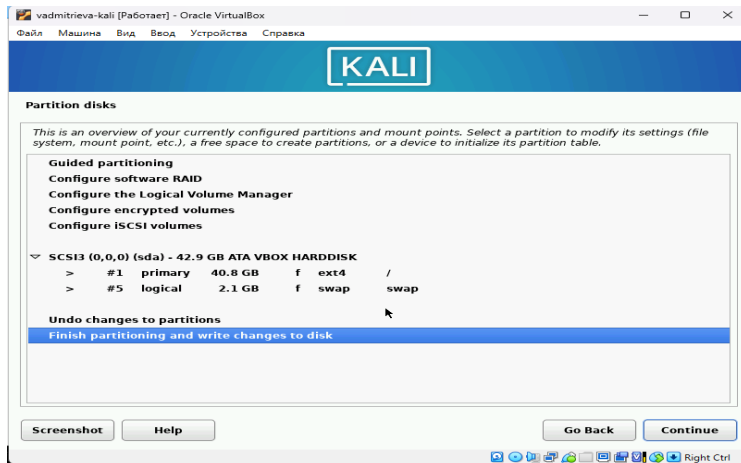 vadmitrieva-kali [Работает] - Oracle VirtualBox
Файл Машина Вид Ввод Устройства Справка
KALI
Partition disks
This is an overview of your currently configured partitions and mount points. Select a partition to modify its settings (file
system, mount point, etc.), a free space to create partitions, or a device to initialize its partition table.
Guided partitioning
Configure software RAID
Configure the Logical Volume Manager
Configure encrypted volumes
Configure iSCSI volumes
SCSI3 (0,0,0) (sda) - 42.9 GB ATA VBOX HARDDISK
> #1 primary 40.8 GB f ext4 /
> #5 logical 2.1 GB f swap swap
Undo changes to partitions
Finish partitioning and write changes to disk
Screenshot Help Go Back Continue
Right Ctrl